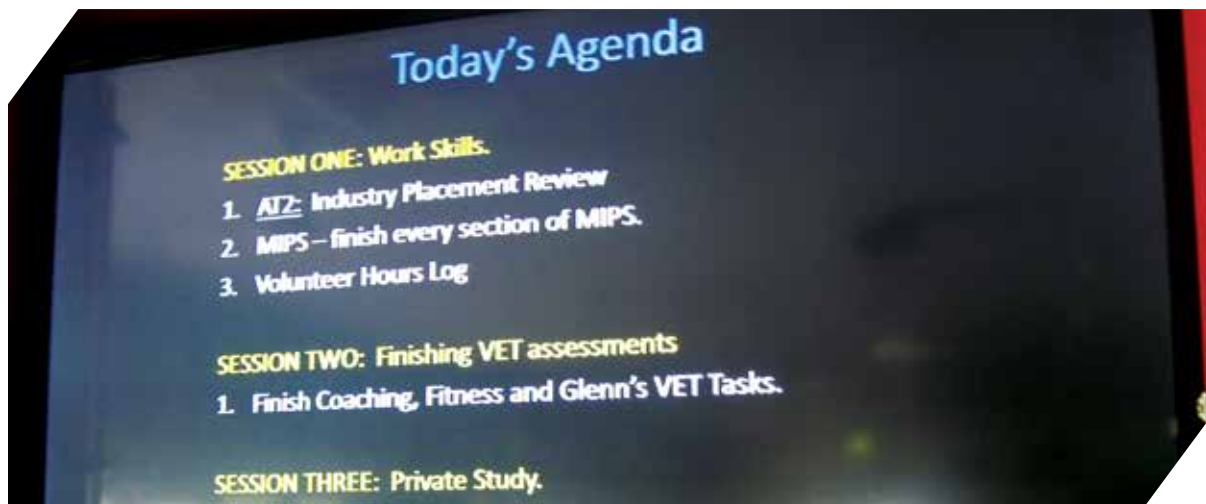 Today's Agenda
SESSION ONE: Work Skills.
1. AT2: Industry Placement Review
2. MIPS – finish every section of MIPS.
3. Volunteer Hours Log
SESSION TWO: Finishing VET assessments
1. Finish Coaching, Fitness and Glenn's VET Tasks.
SESSION THREE: Private Study.